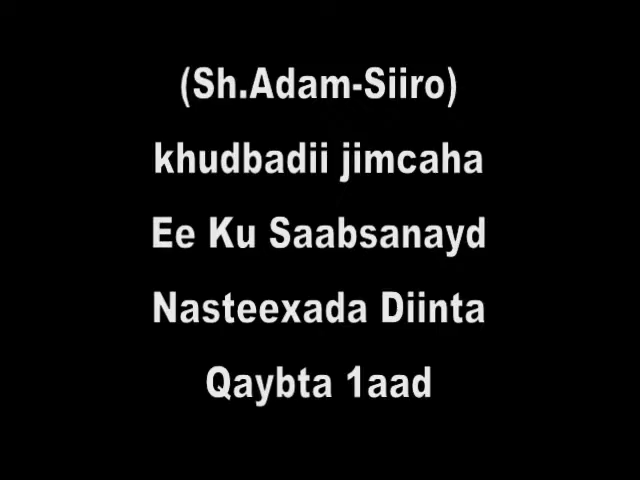 (Sh.Adam-Siiro)
khudbadii jimcaha
Ee Ku Saabsanayd
Nasteexada Diinta
Qaybta 1aad